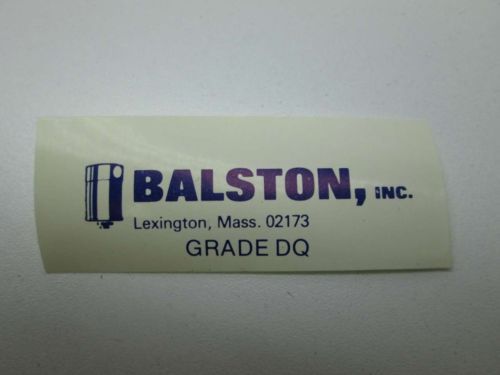 BALSTON, INC.
Lexington, Mass. 02173
GRADE DQ